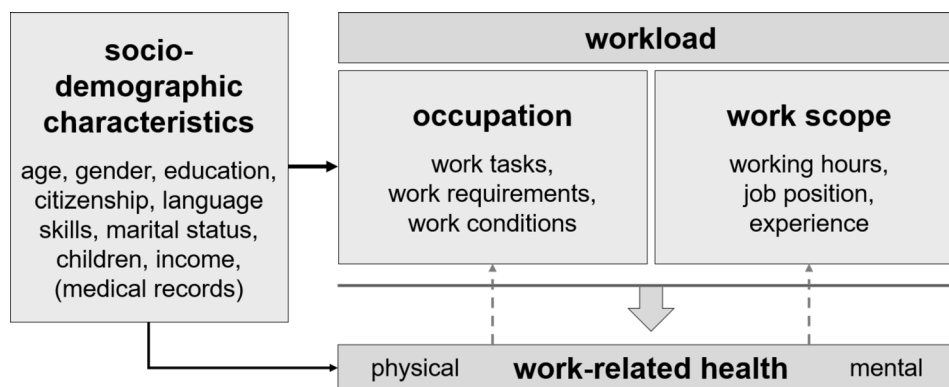 socio-
demographic
characteristics
age, gender, education,
citizenship, language
skills, marital status,
children, income,
(medical records)
workload
occupation
work tasks,
work requirements,
work conditions
work scope
working hours,
job position,
experience
physical work-related health mental